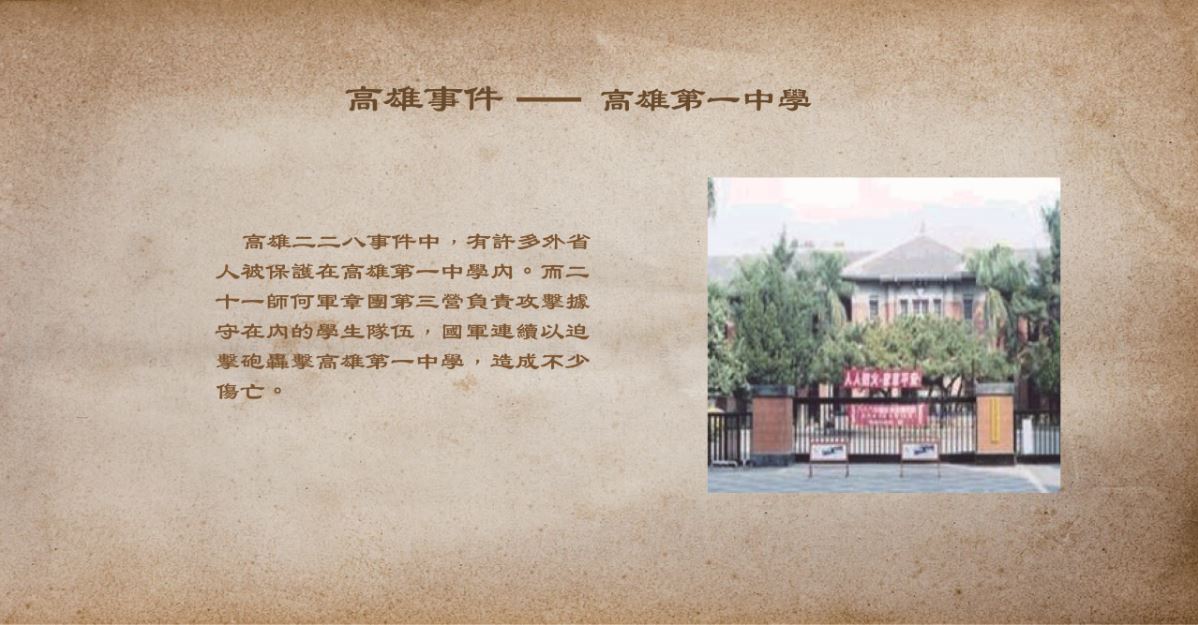 高雄事件 — 高雄第一中學
高雄二二八事件中，有許多外省
人被保護在高雄第一中學內。而二
十一師何軍章團第三營負責攻擊據
守在內的學生隊伍，國軍連續以迫
擊砲轟擊高雄第一中學，造成不少
傷亡。